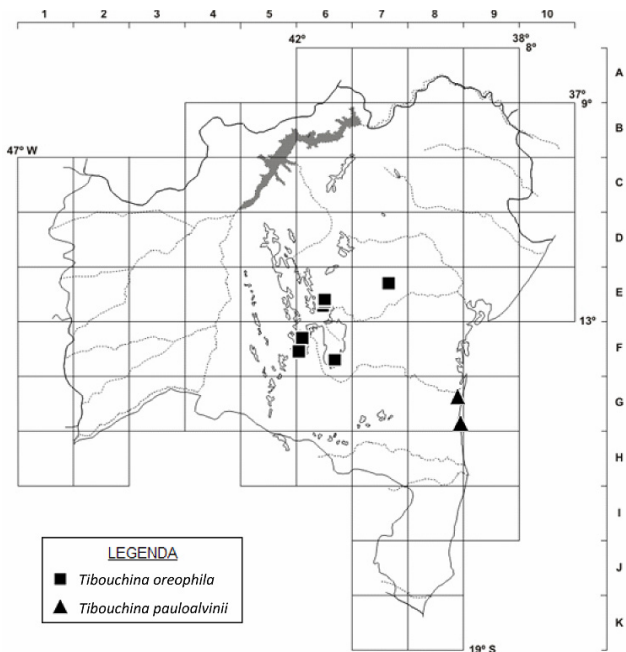 1 2 3 4 5 6 7 8 9 10
42° 38°
8°
A
37°
9°
B
47° W
C
D
E
13°
F
G
H
I
LEGENDA
Tibouchina oreophila
J
Tibouchina pauloalvinii
K
19° S